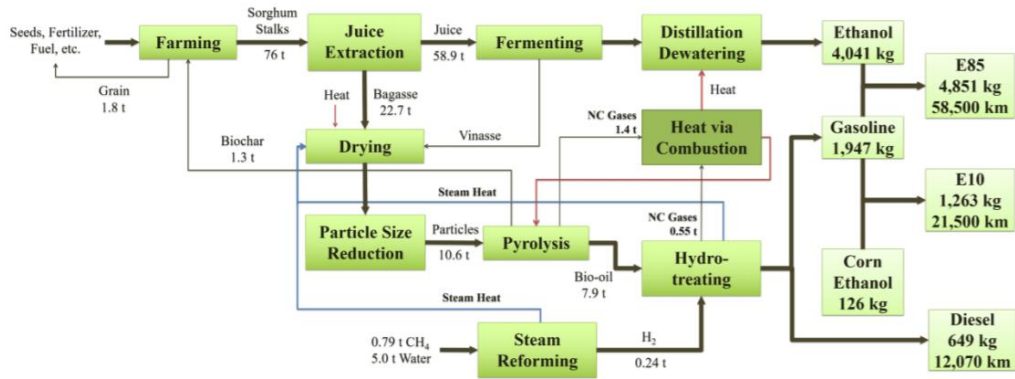 Seeds, Fertilizer,
Fuel, etc.
Farming
Grain
1.8 t
Sorghum
Stalks
76 t
Juice
Extraction
Juice
58.9 t
Fermenting
Distillation
Dewatering
Ethanol
4,041 kg
E85
4,851 kg
58,500 km
Heat
Bagasse
22.7 t
Heat
NC Gases
1.4 t
Heat via
Combustion
Gasoline
1,947 kg
Biochar
1.3 t
Drying
Vinasse
Steam Heat
E10
1,263 kg
21,500 km
Particle Size
Reduction
Particles
10.6 t
Pyrolysis
NC Gases
0.55 t
Bio-oil
7.9 t
Hydro-
treating
Corn
Ethanol
126 kg
Steam Heat
0.79 t CH₄
5.0 t Water
Steam
Reforming
H₂
0.24 t
Diesel
649 kg
12,070 km